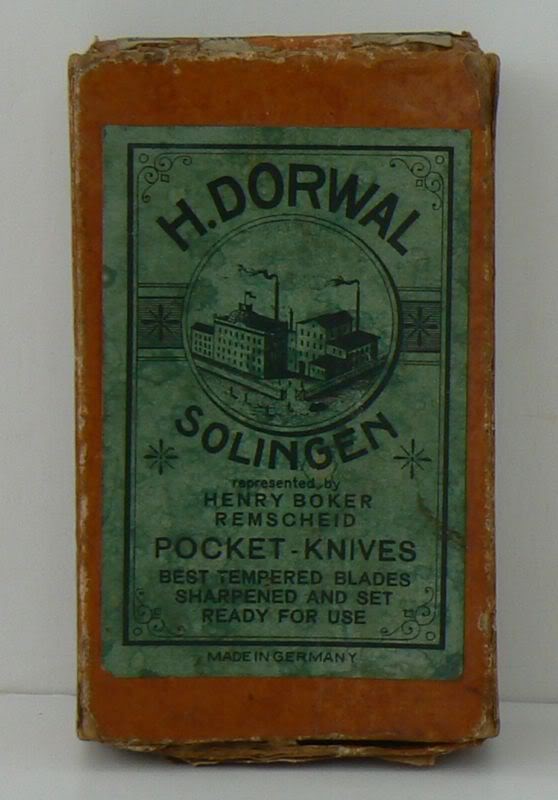 H. DORWAL
SOLINGEN
represented by
HENRY BOKER
REMSCHEID
POCKET-KNIVES
BEST TEMPERED BLADES
SHARPENED AND SET
READY FOR USE
MADE IN GERMANY